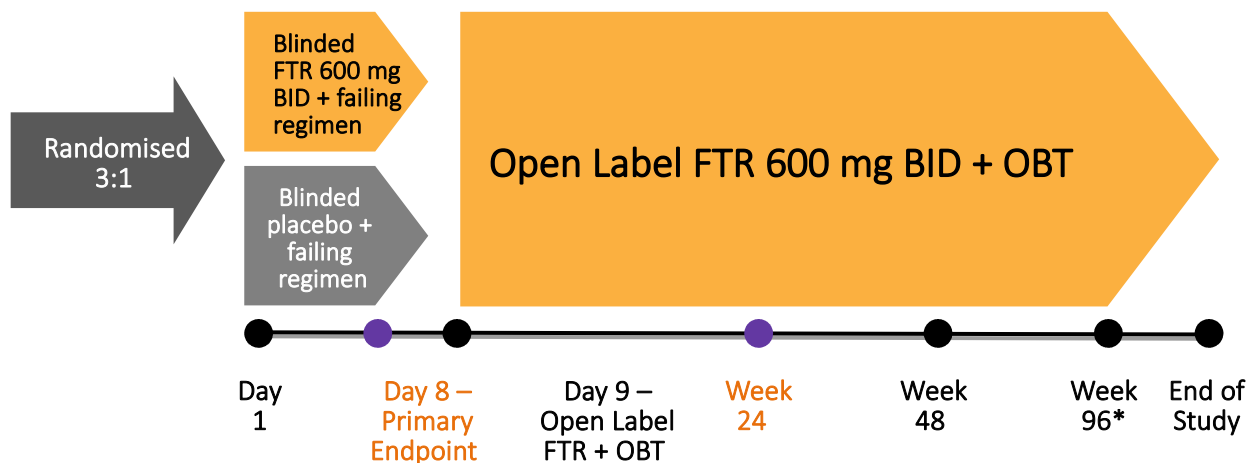 Blinded
FTR 600 mg
BID + failing
regimen
Randomised
3:1
Blinded
placebo +
failing
regimen
Open Label FTR 600 mg BID + OBT
Day
1
Day 8 –
Primary
Endpoint
Day 9 –
Open Label
FTR + OBT
Week
24
Week
48
Week
96*
End of
Study